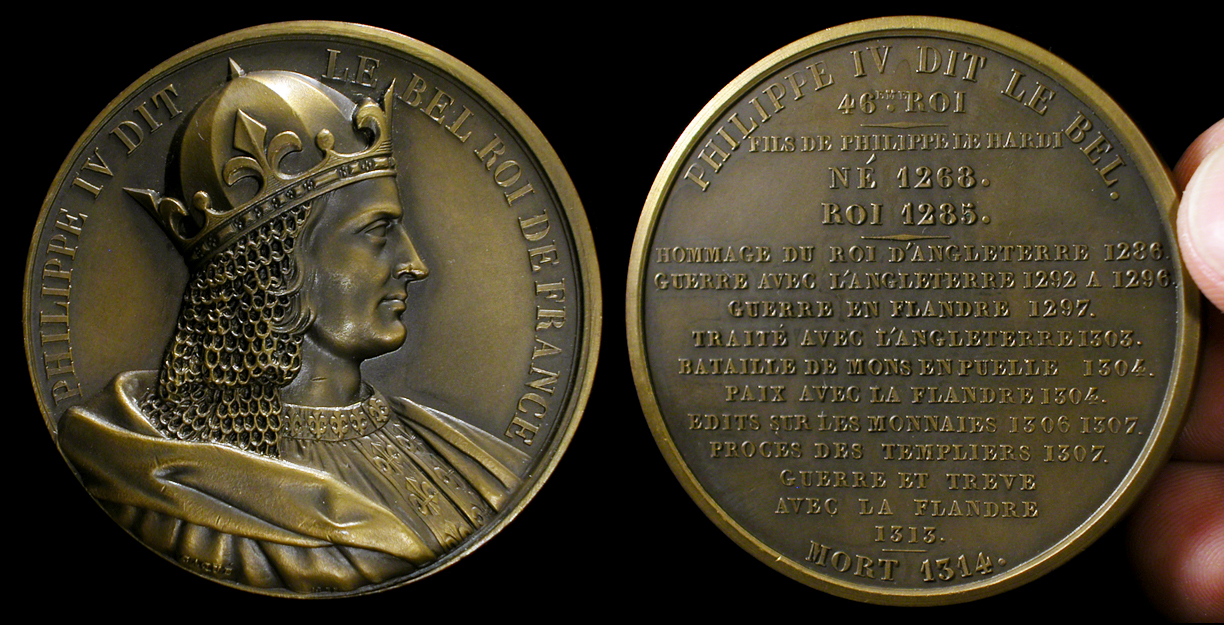 PHILIPPE IV DIT LE BEL ROI DE FRANCE
PHILIPPE IV DIT LE BEL.
46EME ROI
FILS DE PHILIPPE LE HARDI
NÉ 1268.
ROI 1285.
HOMMAGE DU ROI D'ANGLETERRE 1286.
GUERRE AVEC L'ANGLETERRE 1292 A 1296.
GUERRE EN FLANDRE 1297.
TRAITÉ AVEC L'ANGLETERRE 1303.
BATAILLE DE MONS EN PUELLE 1304.
PAIX AVEC LA FLANDRE 1304.
EDITS SUR LES MONNAIES 1306 1307.
PROCES DES TEMPLIERS 1307.
GUERRE ET TREVE
AVEC LA FLANDRE
1313.
MORT 1314.